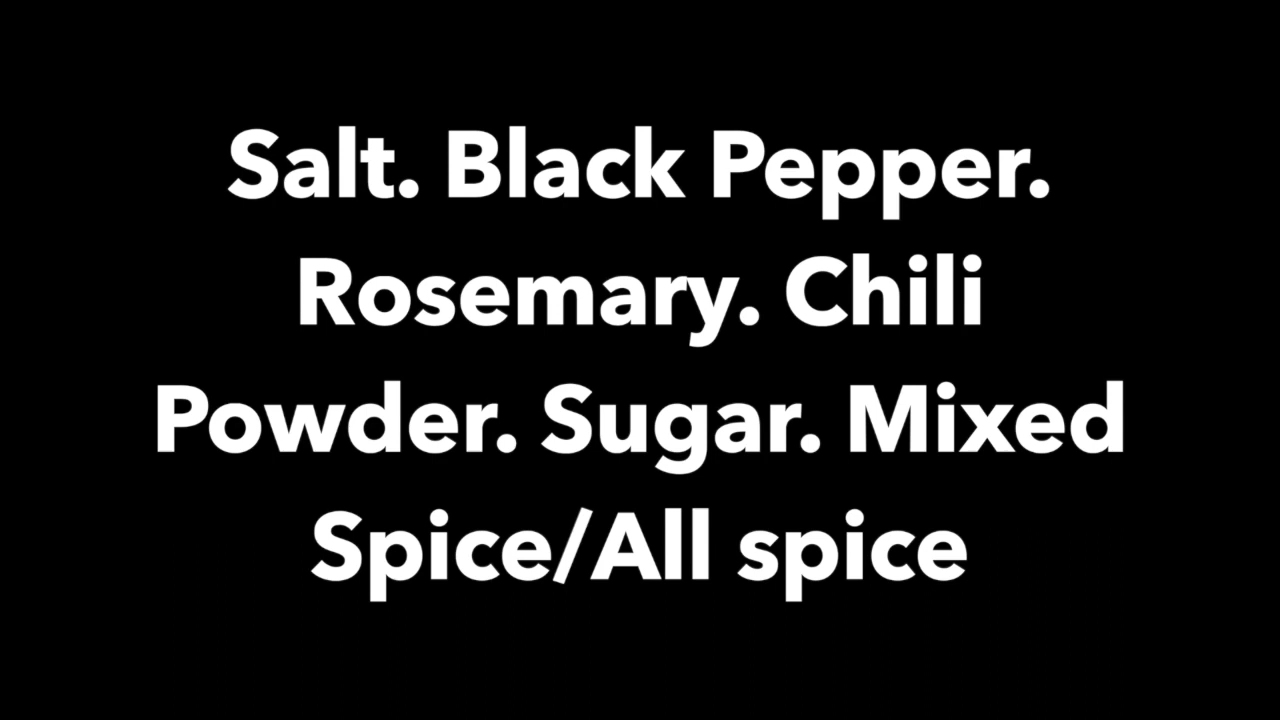 Salt. Black Pepper.
Rosemary. Chili
Powder. Sugar. Mixed
Spice/All spice